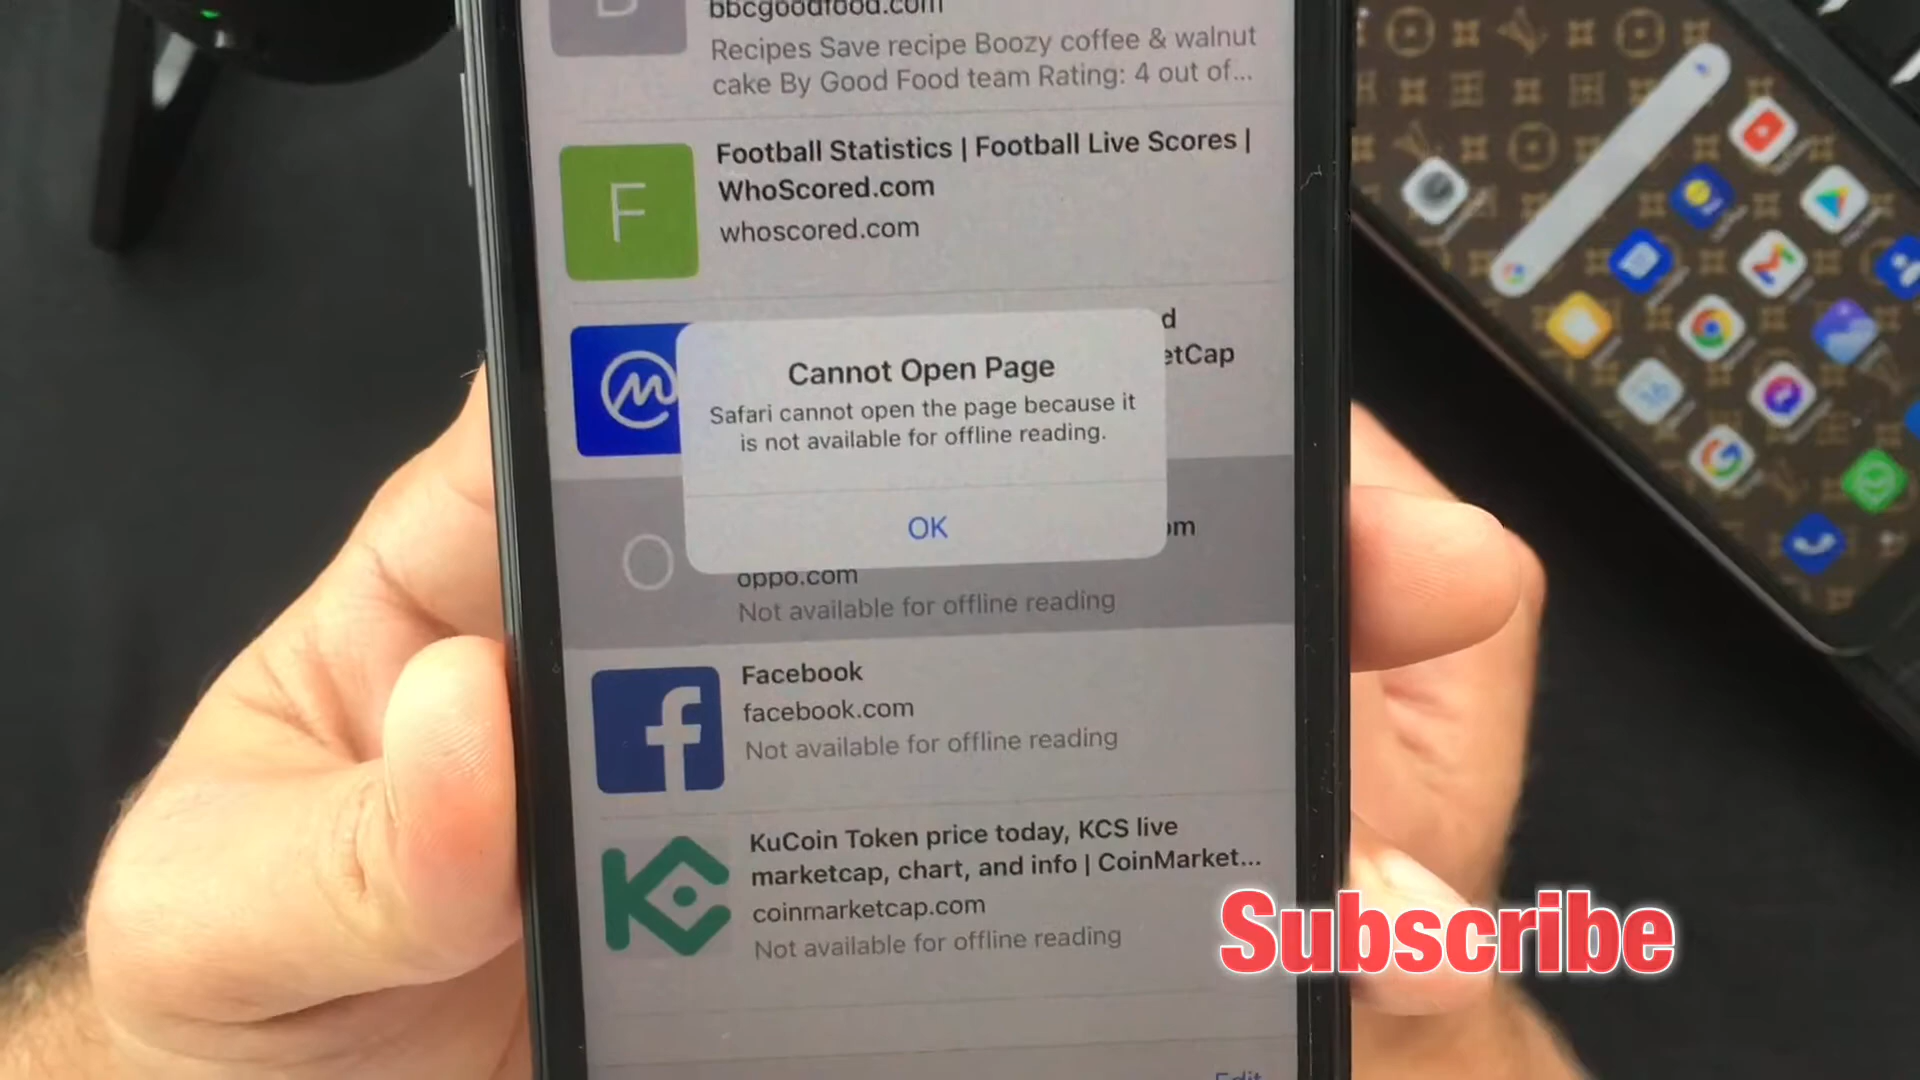 bbcgoodfood.com
Recipes Save recipe Boozy coffee & walnut
cake By Good Food team Rating: 4 out of...
F
Football Statistics | Football Live Scores |
WhoScored.com
whoscored.com
d
etCap
Cannot Open Page
Safari cannot open the page because it
is not available for offline reading.
OK
O
om
oppo.com
Not available for offline reading
Facebook
facebook.com
Not available for offline reading
KuCoin Token price today, KCS live
marketcap, chart, and info | CoinMarket...
coinmarketcap.com
Not available for offline reading
Subscribe
Edit